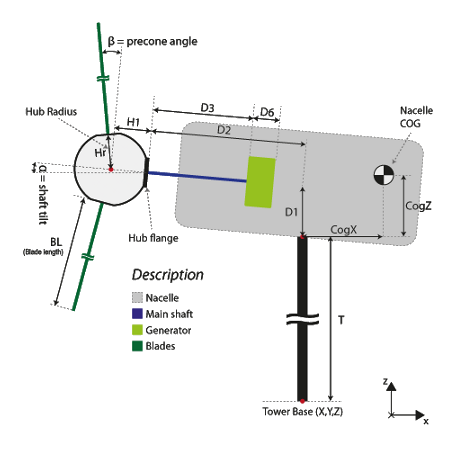 β = precone angle
D3
D6
Hub Radius
H1
D2
Nacelle
COG
Hr
α = shaft tilt
D1
CogZ
BL
(Blade length)
Hub flange
CogX
Description
Nacelle
Main shaft
Generator
Blades
T
Tower Base (X,Y,Z)
z
x